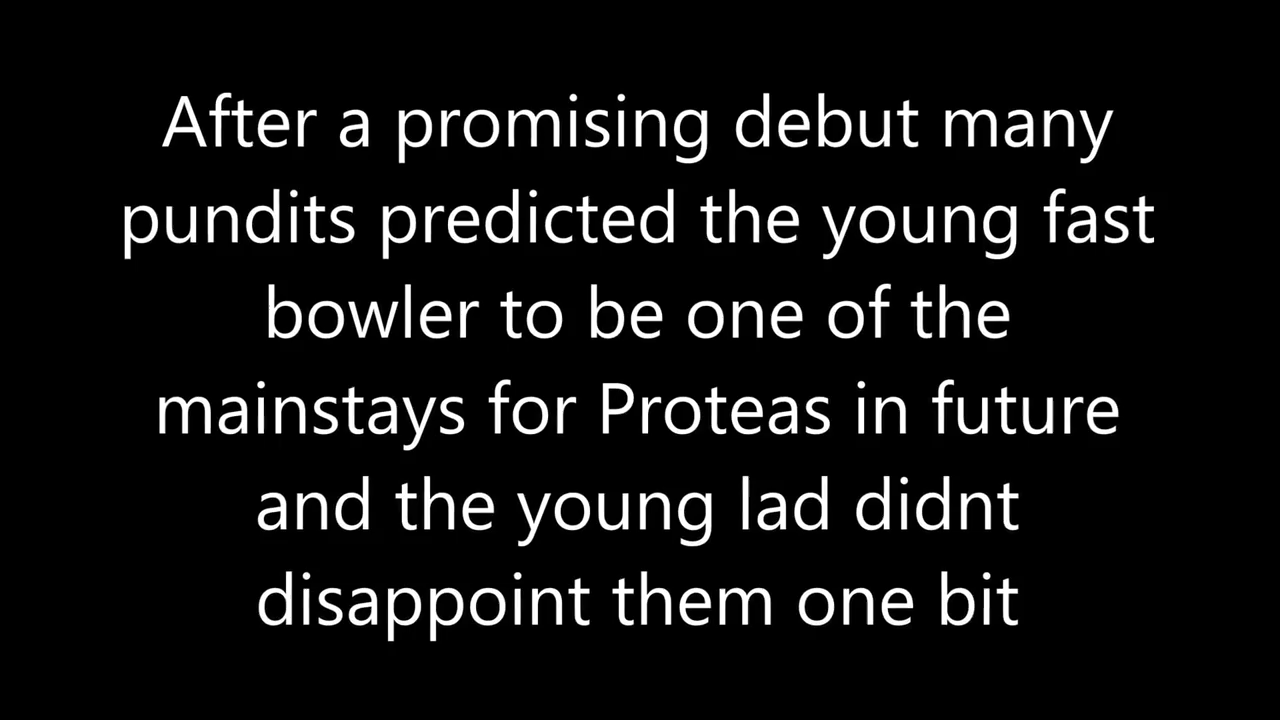 After a promising debut many
pundits predicted the young fast
bowler to be one of the
mainstays for Proteas in future
and the young lad didnt
disappoint them one bit